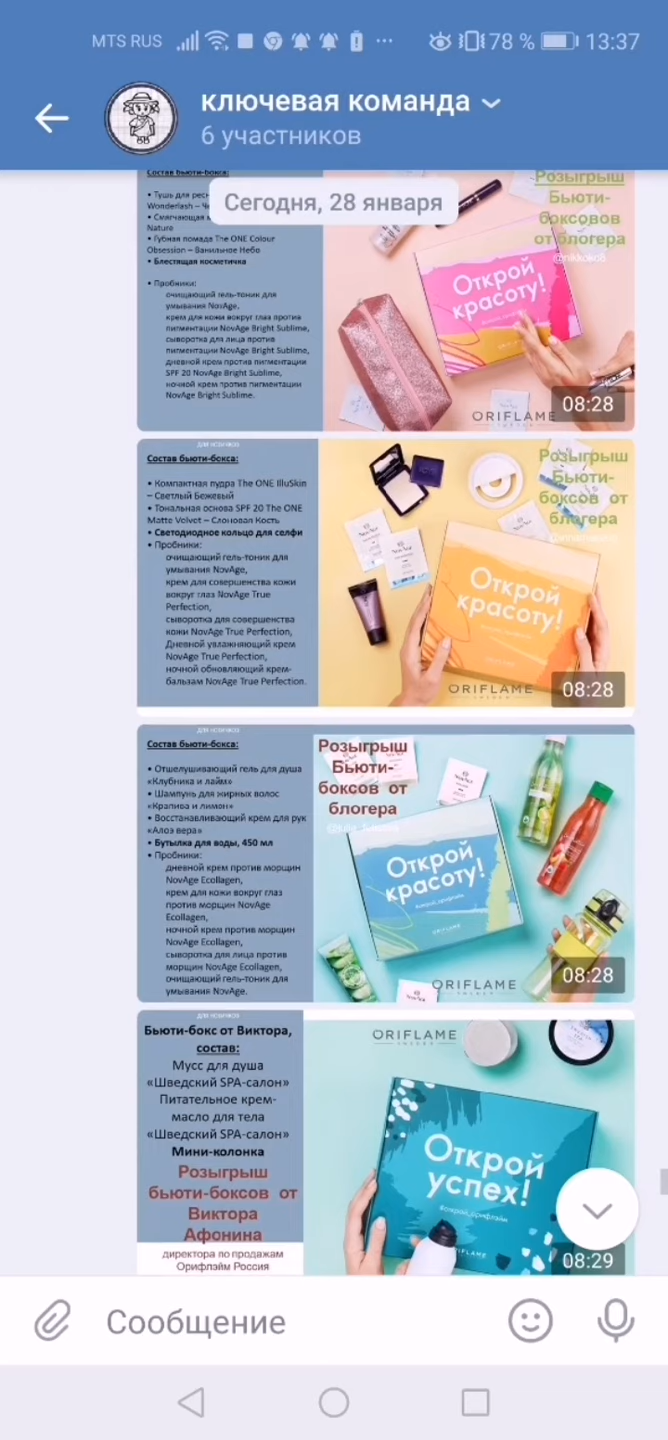 MTS RUS 78 % 13:37
ключевая команда
6 участников
Сегодня, 28 января
Состав бьюти-бокса:
• Тушь для
Wonderlash –
• Смягчающая
Nature
• Губная помада The ONE Colour
Obsession – Ванильное Небо
• Блестящая косметичка
• Пробники:
очищающий гель-тоник для
умывания NovAge,
крем для кожи вокруг глаз против
пигментации NovAge Bright Sublime,
сыворотка для лица против
пигментации NovAge Bright Sublime,
дневной крем против пигментации
SPF 20 NovAge Bright Sublime,
ночной крем против пигментации
NovAge Bright Sublime.
Розыгрыш
Бьюти-
боксовов
от блогера
Открой
красоту!
ORIFLAME
08:28
для новичков
Состав бьюти-бокса:
• Компактная пудра The ONE IlluSkin
– Светлый Бежевый
• Тональная основа SPF 20 The ONE
Matte Velvet – Слоновая Кость
• Светодиодное кольцо для селфи
• Пробники:
очищающий гель-тоник для
умывания NovAge,
крем для совершенства кожи
вокруг глаз NovAge True
Perfection,
сыворотка для совершенства
кожи NovAge True Perfection,
Дневной увлажняющий крем
NovAge True Perfection,
ночной обновляющий крем-
бальзам NovAge True Perfection.
Розыгрыш
Бьюти-
боксов от
блогера
Открой
красоту!
ORIFLAME
08:28
для новичков
Состав бьюти-бокса:
• Отшелушивающий гель для душа
«Клубника и лайм»
• Шампунь для жирных волос
«Крапива и лимон»
• Восстанавливающий крем для рук
«Алоэ вера»
• Бутылка для воды, 450 мл
• Пробники:
дневной крем против морщин
NovAge Ecollagen,
крем для кожи вокруг глаз
против морщин NovAge
Ecollagen,
ночной крем против морщин
NovAge Ecollagen,
сыворотка для лица против
морщин NovAge Ecollagen,
очищающий гель-тоник для
умывания NovAge.
Розыгрыш
Бьюти-
боксов от
блогера
Открой
красоту!
ORIFLAME
SWEDEN
08:28
для новичков
Бьюти-бокс от Виктора,
состав:
Мусс для душа
«Шведский SPA-салон»
Питательное крем-
масло для тела
«Шведский SPA-салон»
Мини-колонка
Розыгрыш
бьюти-боксов от
Виктора
Афонина
директора по продажам
Орифлэйм Россия
ORIFLAME
SWEDEN
Открой
успех!
#открой_орифлэйм
08:29
Сообщение